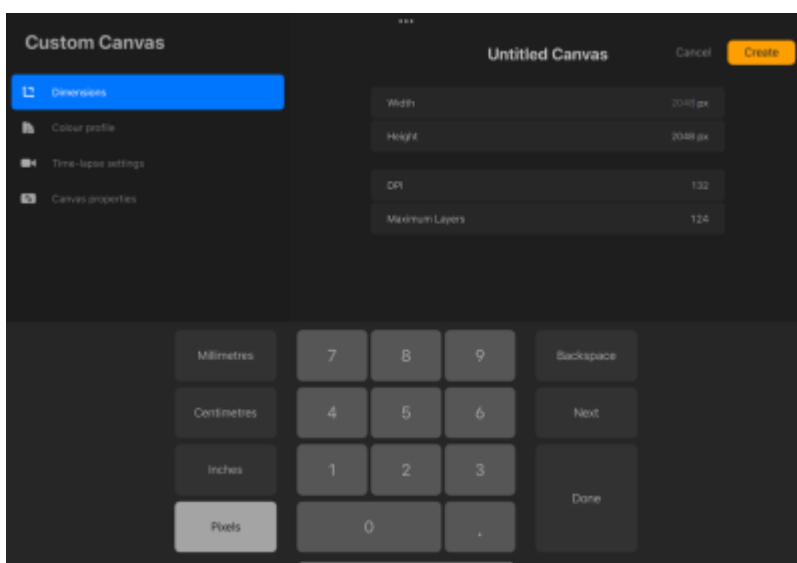 Custom Canvas
Untitled Canvas
Cancel
Create
Dimensions
Colour profile
Time-lapse settings
Canvas properties
Width 2048 px
Height 2048 px
DPI 132
Maximum Layers 124
Millimetres 7 8 9 Backspace
Centimetres 4 5 6 Next
Inches 1 2 3
Done
Pixels 0 .